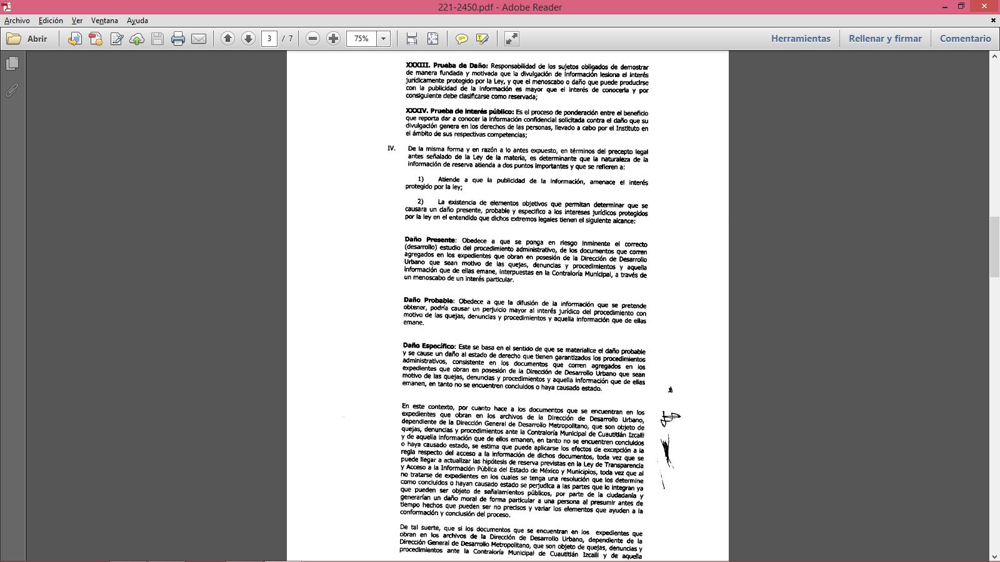 221-2450.pdf - Adobe Reader
Archivo Edición Ver Ventana Ayuda
Abrir 3 / 7 75% Herramientas Rellenar y firmar Comentario
XXXIII. Prueba de Daño: Responsabilidad de los sujetos obligados de demostrar
de manera fundada y motivada que la divulgación de información lesiona el interés
jurídicamente protegido por la Ley, y que el menoscabo o daño que puede producirse
con la publicidad de la información es mayor que el interés de conocerla y por
consiguiente debe clasificarse como reservada;
XXXIV. Prueba de interés público: Es el proceso de ponderación entre el beneficio
que reporta dar a conocer la información confidencial solicitada contra el daño que su
divulgación genera en los derechos de las personas, llevado a cabo por el Instituto en
el ámbito de sus respectivas competencias;
IV. De la misma forma y en razón a lo antes expuesto, en términos del precepto legal
antes señalado de la Ley de la materia, es determinante que la naturaleza de la
información de reserva atienda a dos puntos importantes y que se refieren a:
1) Atiende a que la publicidad de la información, amenace el interés
protegido por la ley;
2) La existencia de elementos objetivos que permitan determinar que se
causara un daño presente, probable y especifico a los intereses jurídicos protegidos
por la ley en el entendido que dichos extremos legales tienen el siguiente alcance:
Daño Presente: Obedece a que se ponga en riesgo inminente el correcto
(desarrollo) estudio del procedimiento administrativo, de los documentos que corren
agregados en los expedientes que obran en posesión de la Dirección de Desarrollo
Urbano que sean motivo de las quejas, denuncias y procedimientos y aquella
información que de ellas emane, interpuestas en la Contraloría Municipal, a través de
un menoscabo de un interés particular.
Daño Probable: Obedece a que la difusión de la información que se pretende
obtener, podría causar un perjuicio mayor al interés jurídico del procedimiento con
motivo de las quejas, denuncias y procedimientos y aquella información que de ellas
emane.
Daño Específico: Este se basa en el sentido de que se materialice el daño probable
y se cause un daño al estado de derecho que tienen garantizados los procedimientos
administrativos, consistente en los documentos que corren agregados en los
expedientes que obran en posesión de la Dirección de Desarrollo Urbano que sean
motivo de las quejas, denuncias y procedimientos y aquella información que de ellas
emanen, en tanto no se encuentren concluidos o haya causado estado.
En este contexto, por cuanto hace a los documentos que se encuentran en los
expedientes que obran en los archivos de la Dirección de Desarrollo Urbano,
dependiente de la Dirección General de Desarrollo Metropolitano, que son objeto de
quejas, denuncias y procedimientos ante la Contraloría Municipal de Cuautitlán Izcalli
y de aquella información que de ellos emanen, en tanto no se encuentren concluidos
o haya causado estado, se estima que puede aplicarse los efectos de excepción a la
regla respecto del acceso a la información de dichos documentos, toda vez que se
puede llegar a actualizar las hipótesis de reserva previstas en la Ley de Transparencia
y Acceso a la Información Pública del Estado de México y Municipios, toda vez que al
no tratarse de expedientes en los cuales se tenga una resolución que los determine
como concluidos o hayan causado estado se perjudica a las partes que lo integran ya
que pueden ser objeto de señalamientos públicos, por parte de la ciudadanía y
generarían un daño moral de forma particular a una persona al presumir antes de
tiempo hechos que pueden ser no precisos y variar los elementos que ayuden a la
conformación y conclusión del proceso.
De tal suerte, que si los documentos que se encuentran en los expedientes que
obran en los archivos de la Dirección de Desarrollo Urbano, dependiente de la
Dirección General de Desarrollo Metropolitano, que son objeto de quejas, denuncias y
procedimientos ante la Contraloría Municipal de Cuautitlán Izcalli y de aquella